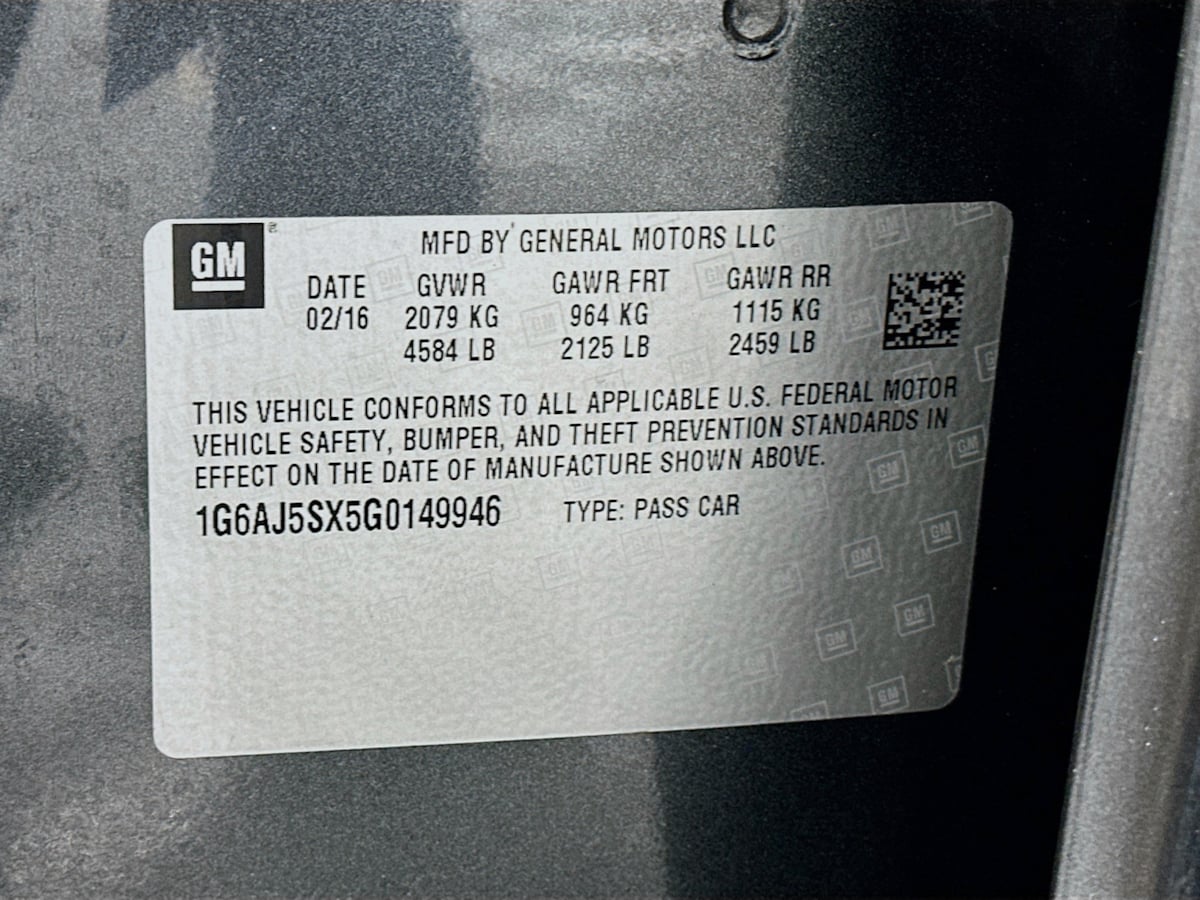 GM
MFD BY GENERAL MOTORS LLC
DATE GVWR GAWR FRT GAWR RR
02/16 2079 KG 964 KG 1115 KG
4584 LB 2125 LB 2459 LB
THIS VEHICLE CONFORMS TO ALL APPLICABLE U.S. FEDERAL MOTOR
VEHICLE SAFETY, BUMPER, AND THEFT PREVENTION STANDARDS IN
EFFECT ON THE DATE OF MANUFACTURE SHOWN ABOVE.
1G6AJ5SX5G0149946 TYPE: PASS CAR